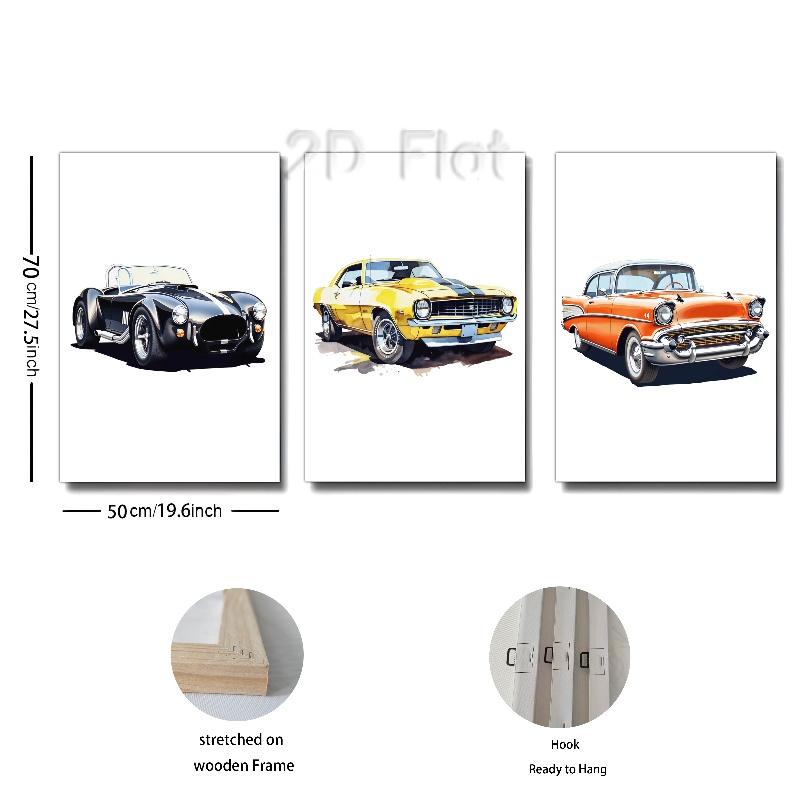 2D Flat
70cm/27.5inch
50cm/19.6inch
stretched on
wooden Frame
Hook
Ready to Hang